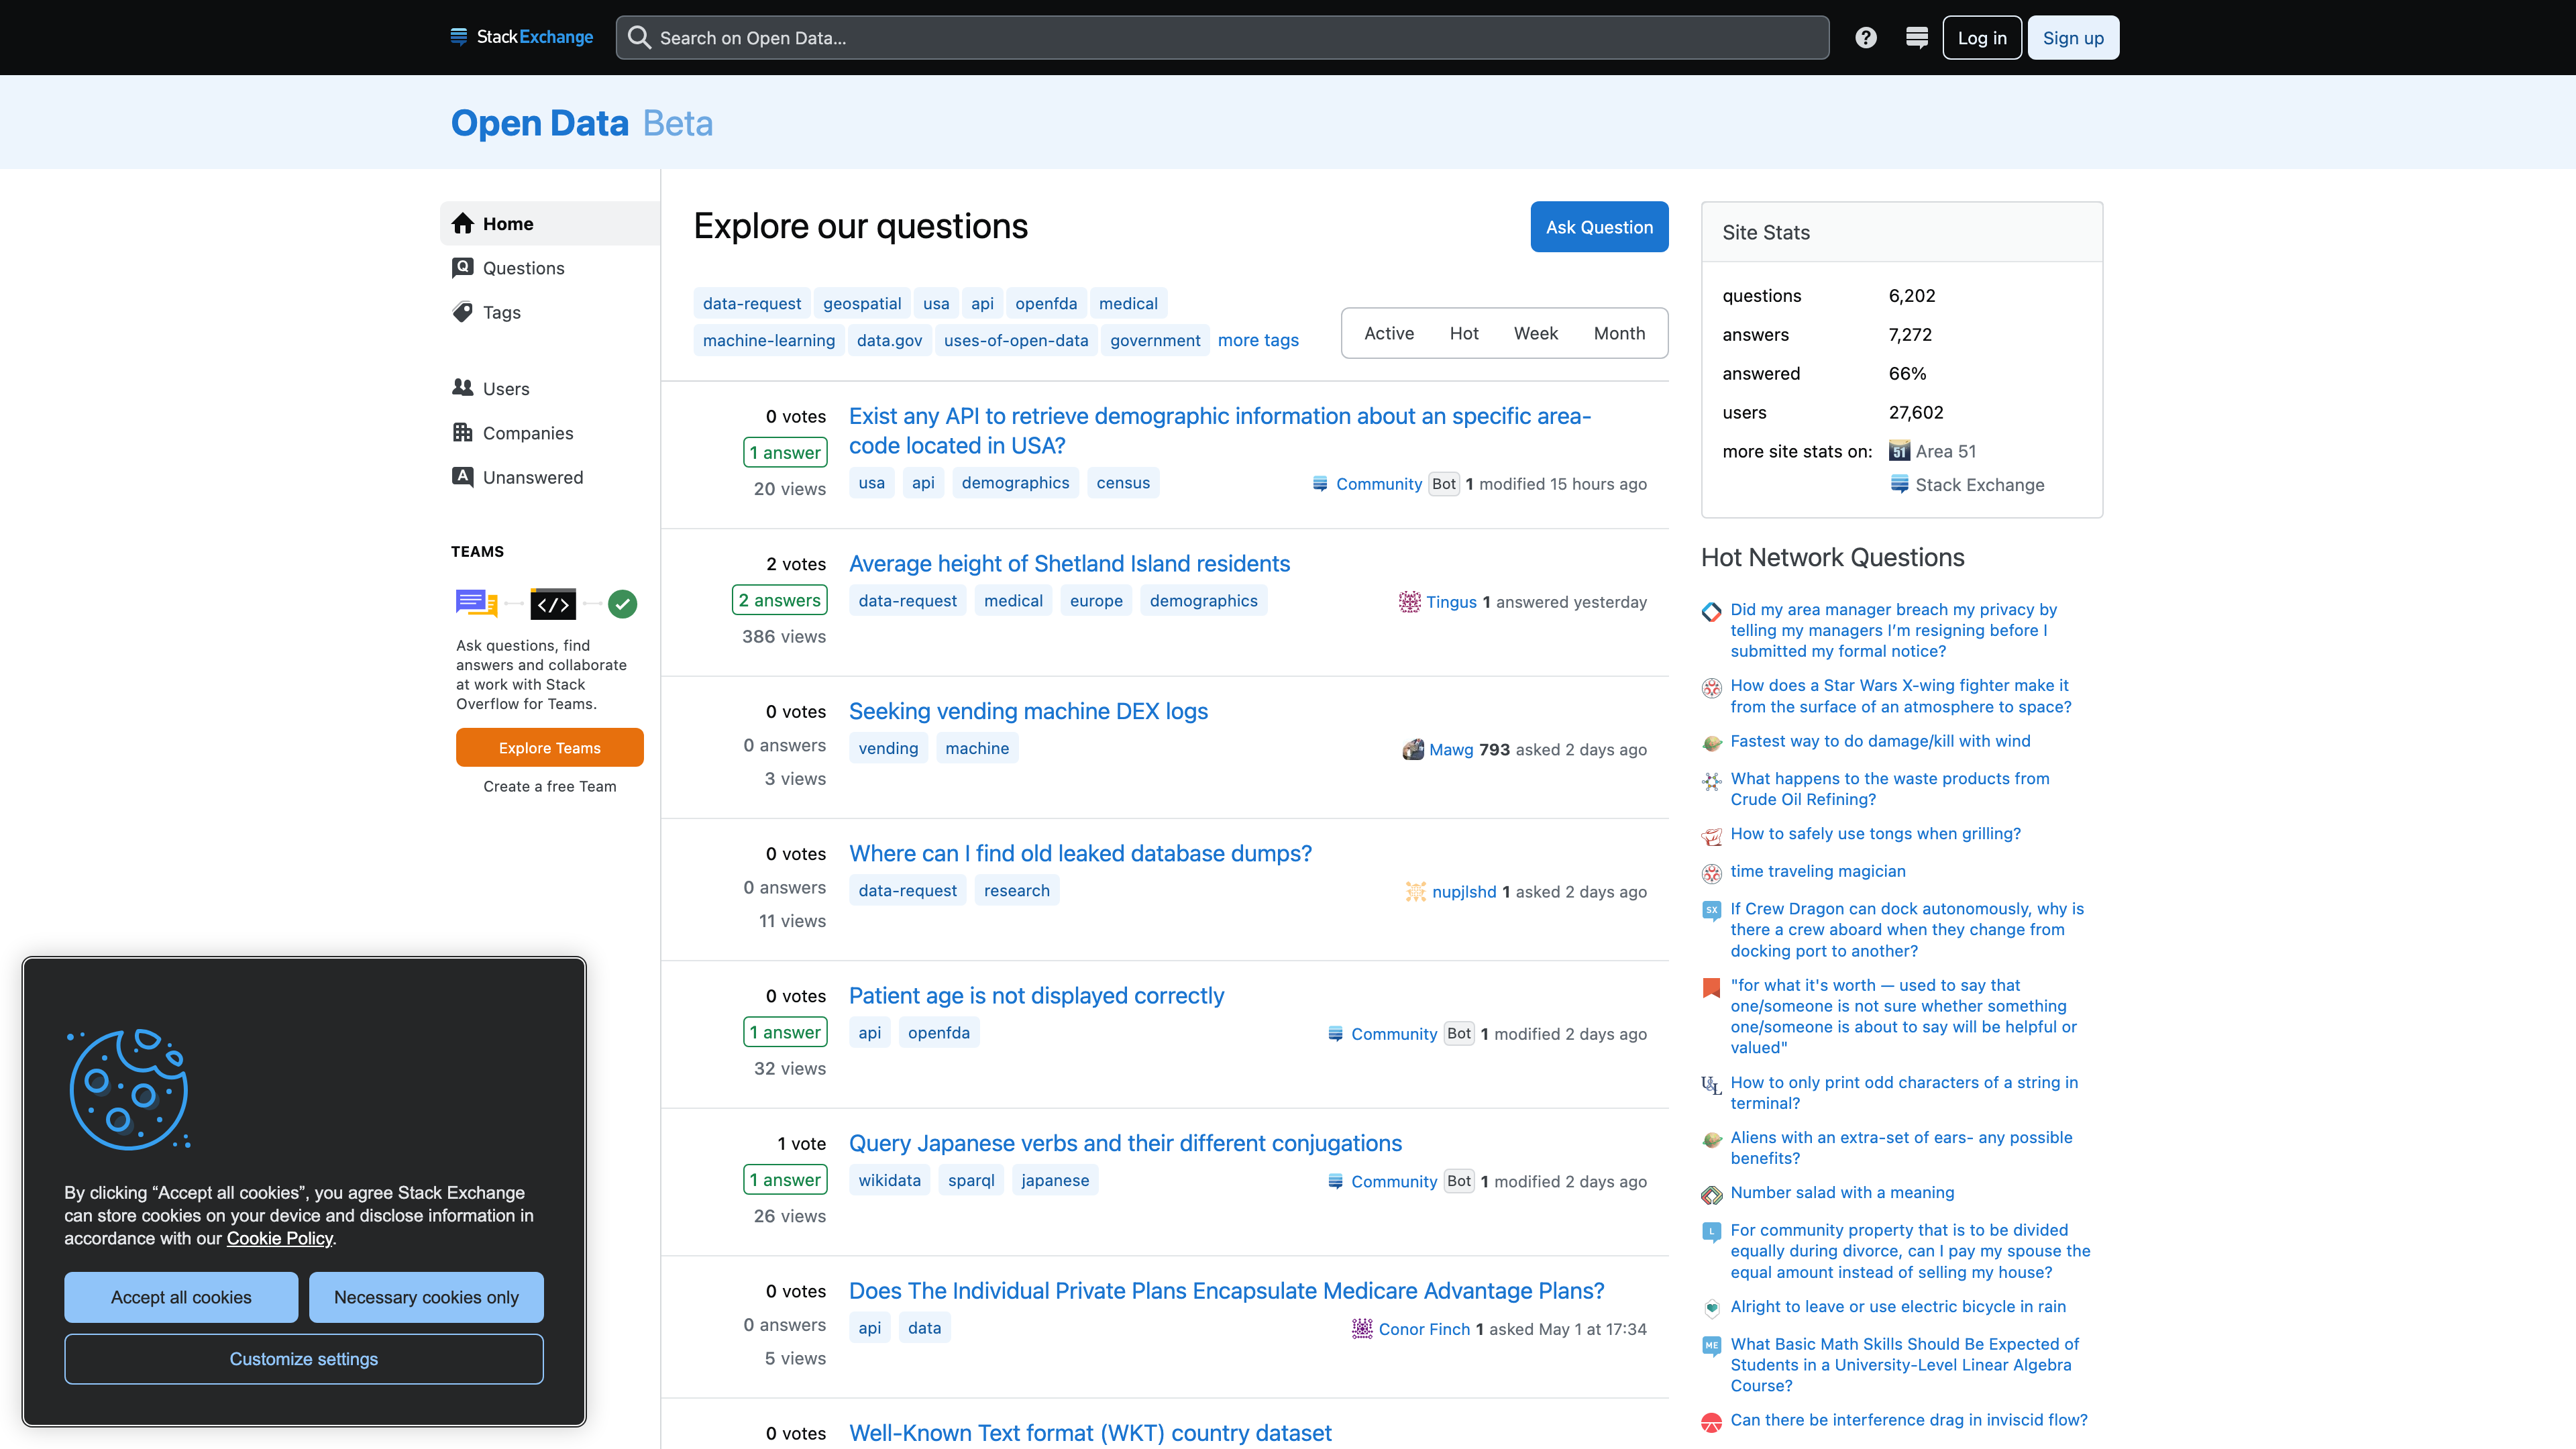 StackExchange
Search on Open Data...
Log in
Sign up
Open Data Beta
Home
Questions
Tags
Users
Companies
Unanswered
TEAMS
Ask questions, find
answers and collaborate
at work with Stack
Overflow for Teams.
Explore Teams
Create a free Team
Explore our questions
Ask Question
data-request geospatial usa api openfda medical
machine-learning data.gov uses-of-open-data government more tags
Active Hot Week Month
0 votes
1 answer
20 views
Exist any API to retrieve demographic information about an specific area-
code located in USA?
usa api demographics census
Community Bot 1 modified 15 hours ago
2 votes
2 answers
386 views
Average height of Shetland Island residents
data-request medical europe demographics
Tingus 1 answered yesterday
0 votes
0 answers
3 views
Seeking vending machine DEX logs
vending machine
Mawg 793 asked 2 days ago
0 votes
0 answers
11 views
Where can I find old leaked database dumps?
data-request research
nupjlshd 1 asked 2 days ago
0 votes
1 answer
32 views
Patient age is not displayed correctly
api openfda
Community Bot 1 modified 2 days ago
1 vote
1 answer
26 views
Query Japanese verbs and their different conjugations
wikidata sparql japanese
Community Bot 1 modified 2 days ago
0 votes
0 answers
5 views
Does The Individual Private Plans Encapsulate Medicare Advantage Plans?
api data
Conor Finch 1 asked May 1 at 17:34
0 votes
Well-Known Text format (WKT) country dataset
Site Stats
questions 6,202
answers 7,272
answered 66%
users 27,602
more site stats on: 51 Area 51
Stack Exchange
Hot Network Questions
Did my area manager breach my privacy by
telling my managers I’m resigning before I
submitted my formal notice?
How does a Star Wars X-wing fighter make it
from the surface of an atmosphere to space?
Fastest way to do damage/kill with wind
What happens to the waste products from
Crude Oil Refining?
How to safely use tongs when grilling?
time traveling magician
SX If Crew Dragon can dock autonomously, why is
there a crew aboard when they change from
docking port to another?
"for what it's worth — used to say that
one/someone is not sure whether something
one/someone is about to say will be helpful or
valued"
U&L How to only print odd characters of a string in
terminal?
Aliens with an extra-set of ears- any possible
benefits?
Number salad with a meaning
L For community property that is to be divided
equally during divorce, can I pay my spouse the
equal amount instead of selling my house?
Alright to leave or use electric bicycle in rain
ME What Basic Math Skills Should Be Expected of
Students in a University-Level Linear Algebra
Course?
Can there be interference drag in inviscid flow?
By clicking “Accept all cookies”, you agree Stack Exchange
can store cookies on your device and disclose information in
accordance with our Cookie Policy.
Accept all cookies
Necessary cookies only
Customize settings